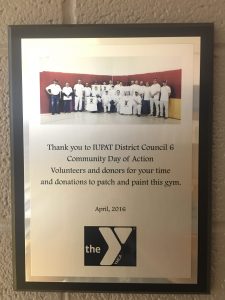 Thank you to IUPAT District Council 6
Community Day of Action
Volunteers and donors for your time
and donations to patch and paint this gym.
April, 2016
the
Y
YMCA